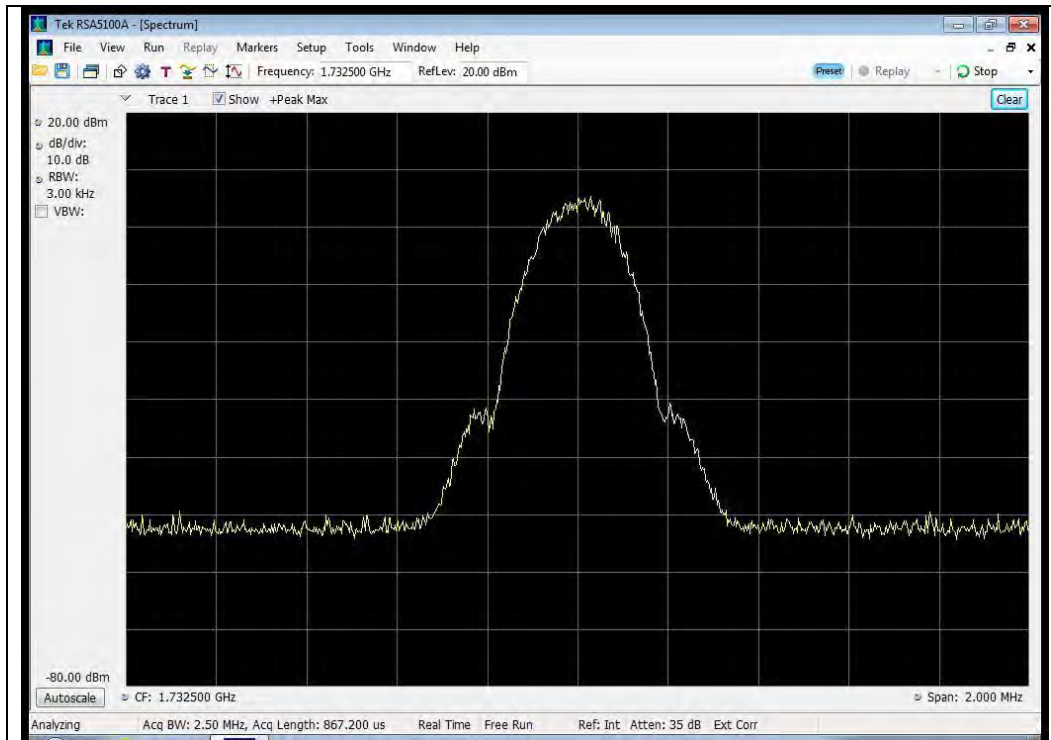 Tek RSA5100A - [Spectrum]
File View Run Replay Markers Setup Tools Window Help
T Frequency: 1.732500 GHz RefLev: 20.00 dBm Preset Replay Stop
Trace 1 Show +Peak Max Clear
20.00 dBm
dB/div:
10.0 dB
RBW:
3.00 kHz
VBW:
-80.00 dBm
Autoscale CF: 1.732500 GHz Span: 2.000 MHz
Analyzing Acq BW: 2.50 MHz, Acq Length: 867.200 us Real Time Free Run Ref: Int Atten: 35 dB Ext Corr